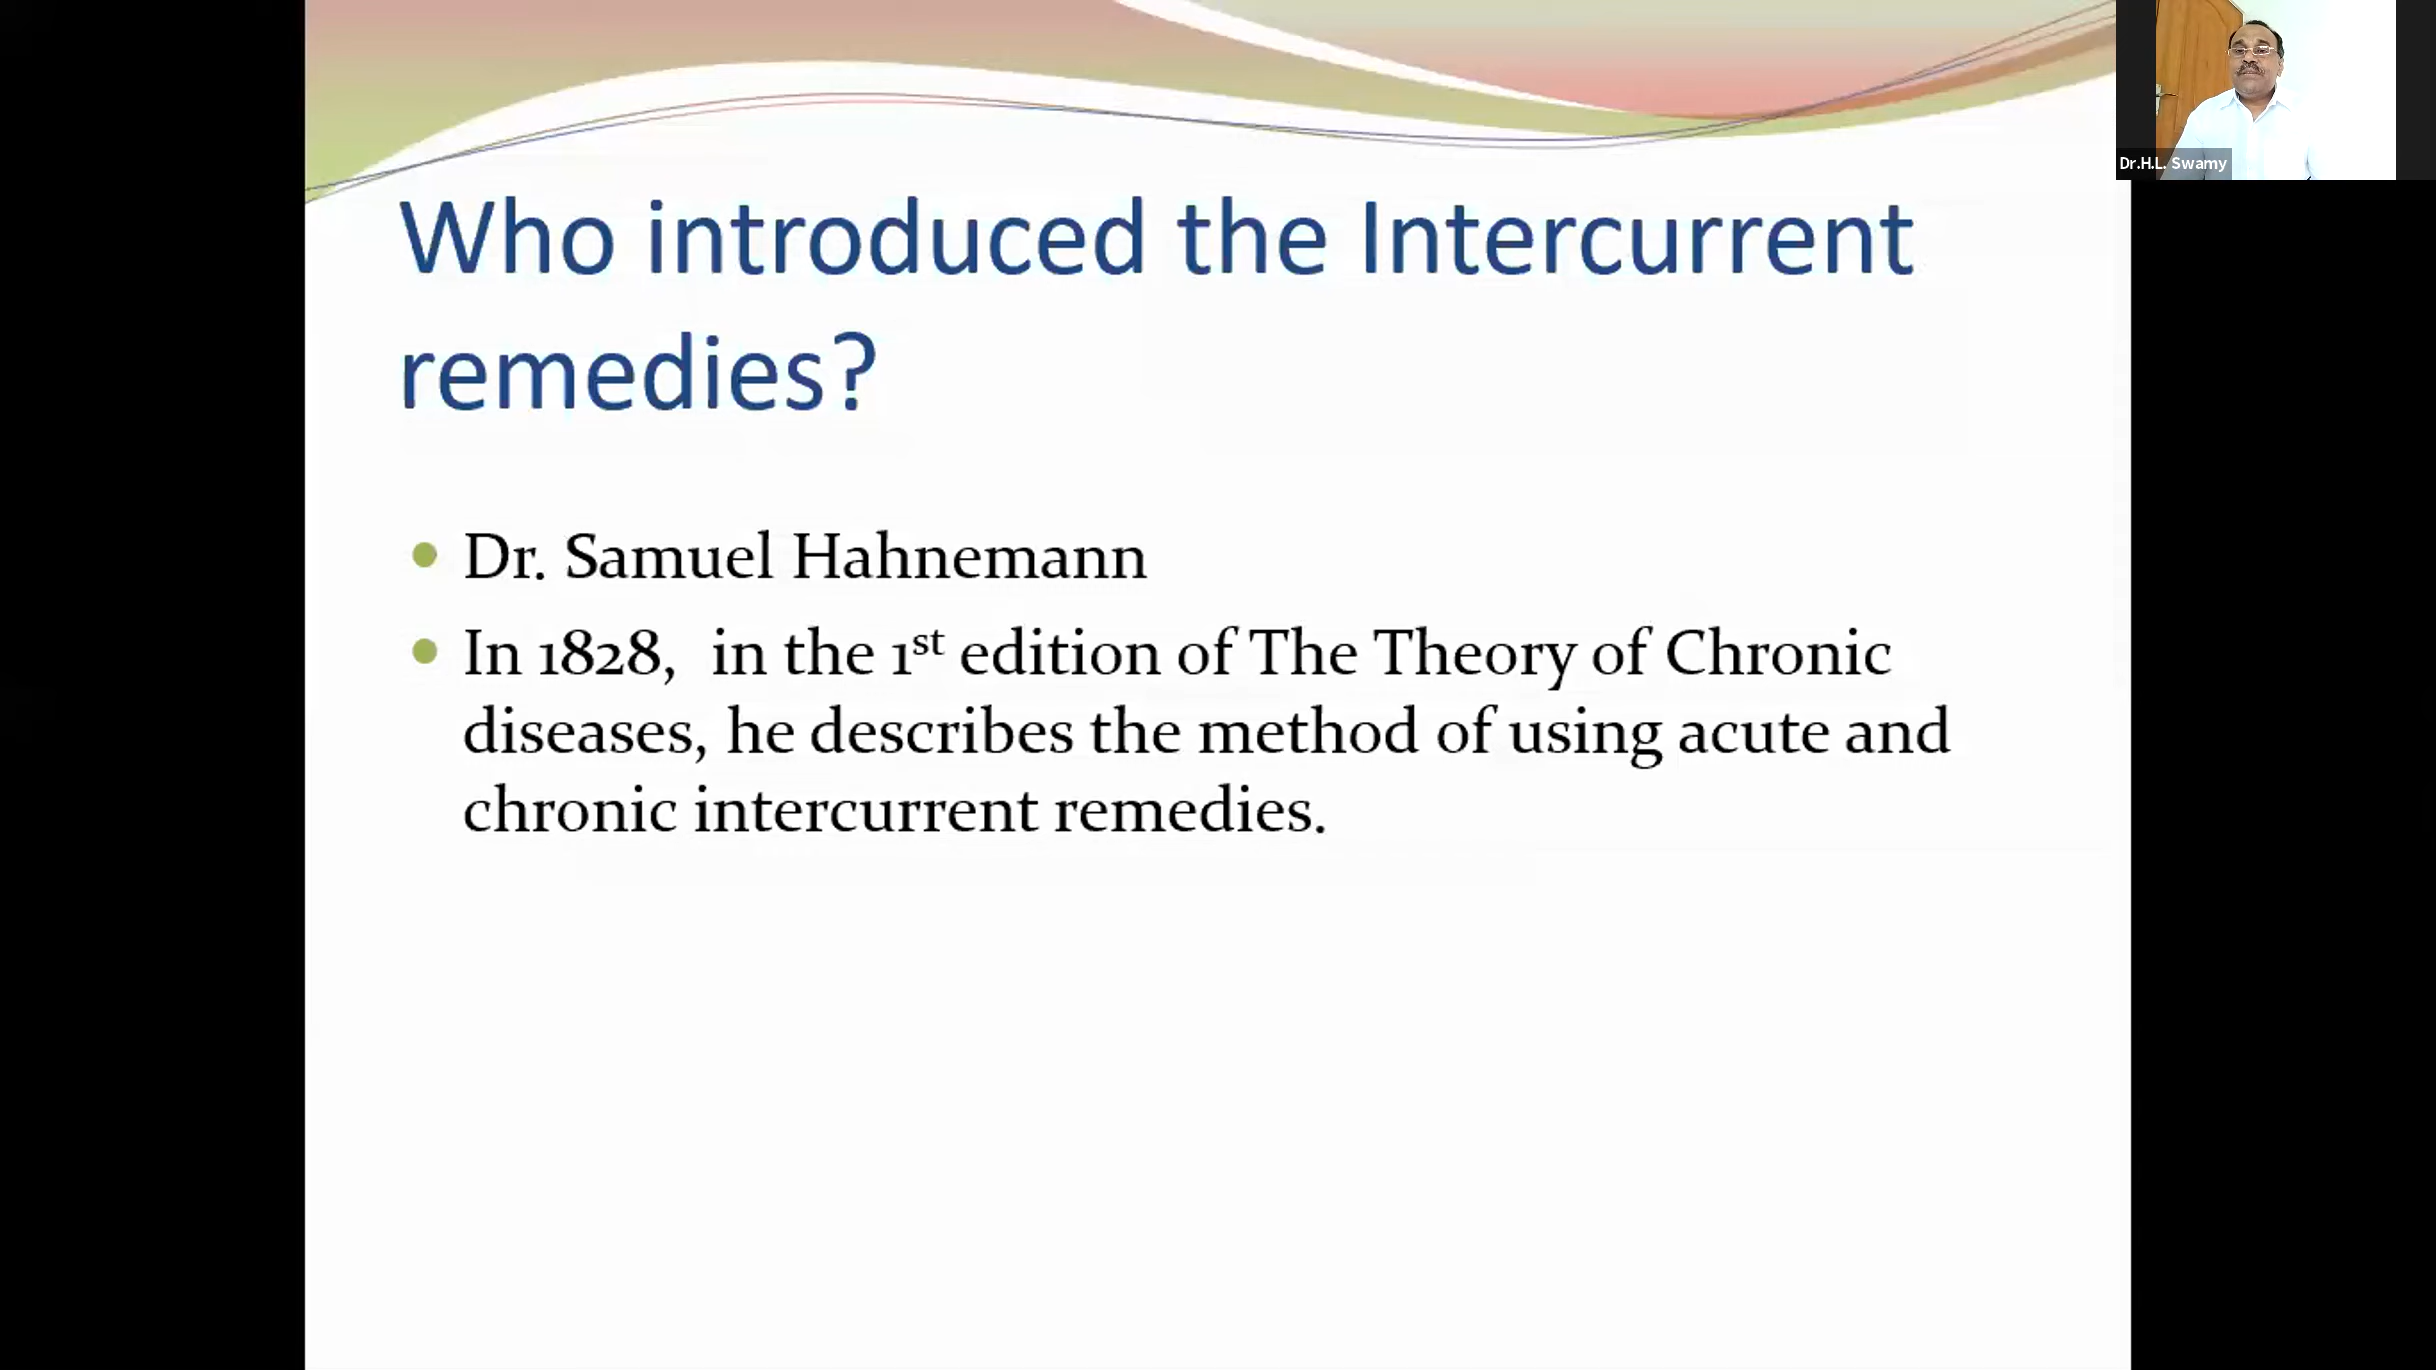 Who introduced the Intercurrent
remedies?
Dr. Samuel Hahnemann
In 1828, in the 1st edition of The Theory of Chronic
diseases, he describes the method of using acute and
chronic intercurrent remedies.
Dr.H.L. Swamy